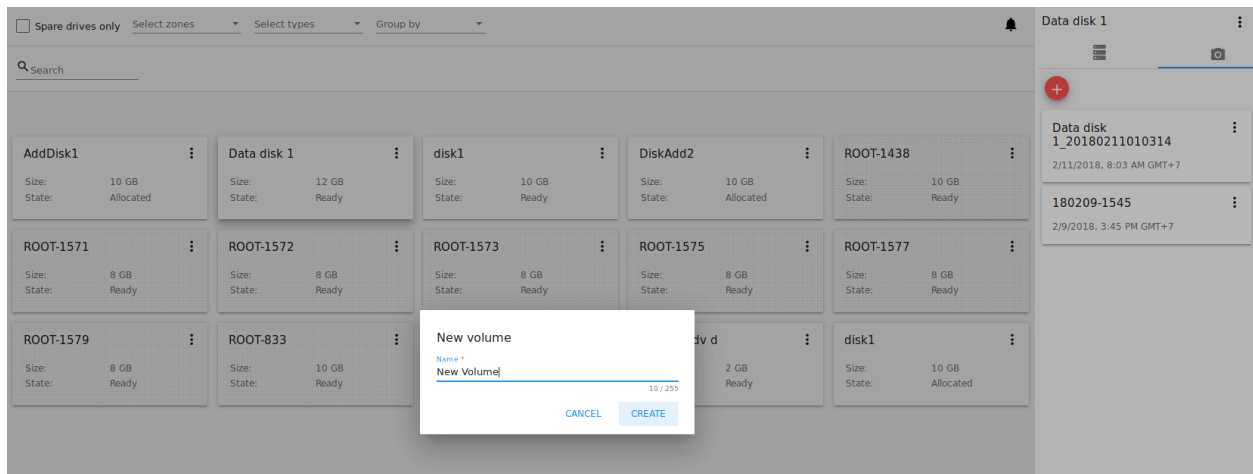 Spare drives only
Select zones
Select types
Group by
Data disk 1
Search
AddDisk1
Size: 10 GB
State: Allocated
Data disk 1
Size: 12 GB
State: Ready
disk1
Size: 10 GB
State: Ready
DiskAdd2
Size: 10 GB
State: Allocated
ROOT-1438
Size: 10 GB
State: Ready
ROOT-1571
Size: 8 GB
State: Ready
ROOT-1572
Size: 8 GB
State: Ready
ROOT-1573
Size: 8 GB
State: Ready
ROOT-1575
Size: 8 GB
State: Ready
ROOT-1577
Size: 8 GB
State: Ready
ROOT-1579
Size: 8 GB
State: Ready
ROOT-833
Size: 10 GB
State: Ready
dv d
2 GB
Ready
disk1
Size: 10 GB
State: Allocated
New volume
Name *
New Volume
10 / 255
CANCEL
CREATE
Data disk
1_20180211010314
2/11/2018, 8:03 AM GMT+7
180209-1545
2/9/2018, 3:45 PM GMT+7